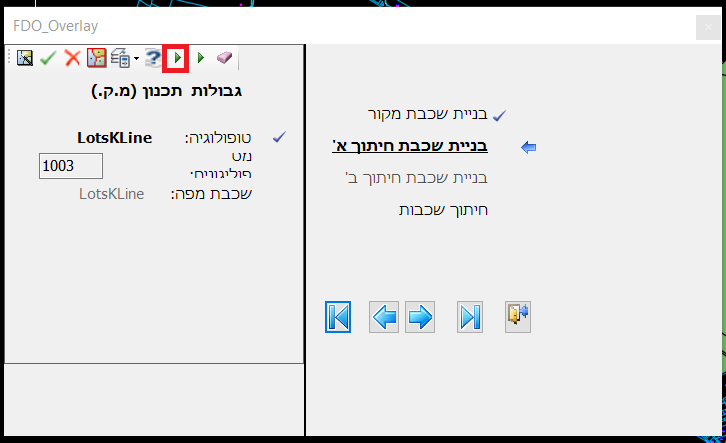 FDO_Overlay
גבולות תכנון (מ.ק.)
טופולוגיה: LotsKLine
מט
פוליגונים: 1003
שכבת מפה: LotsKLine
בניית שכבת מקור
בניית שכבת חיתוך א'
בניית שכבת חיתוך ב'
חיתוך שכבות